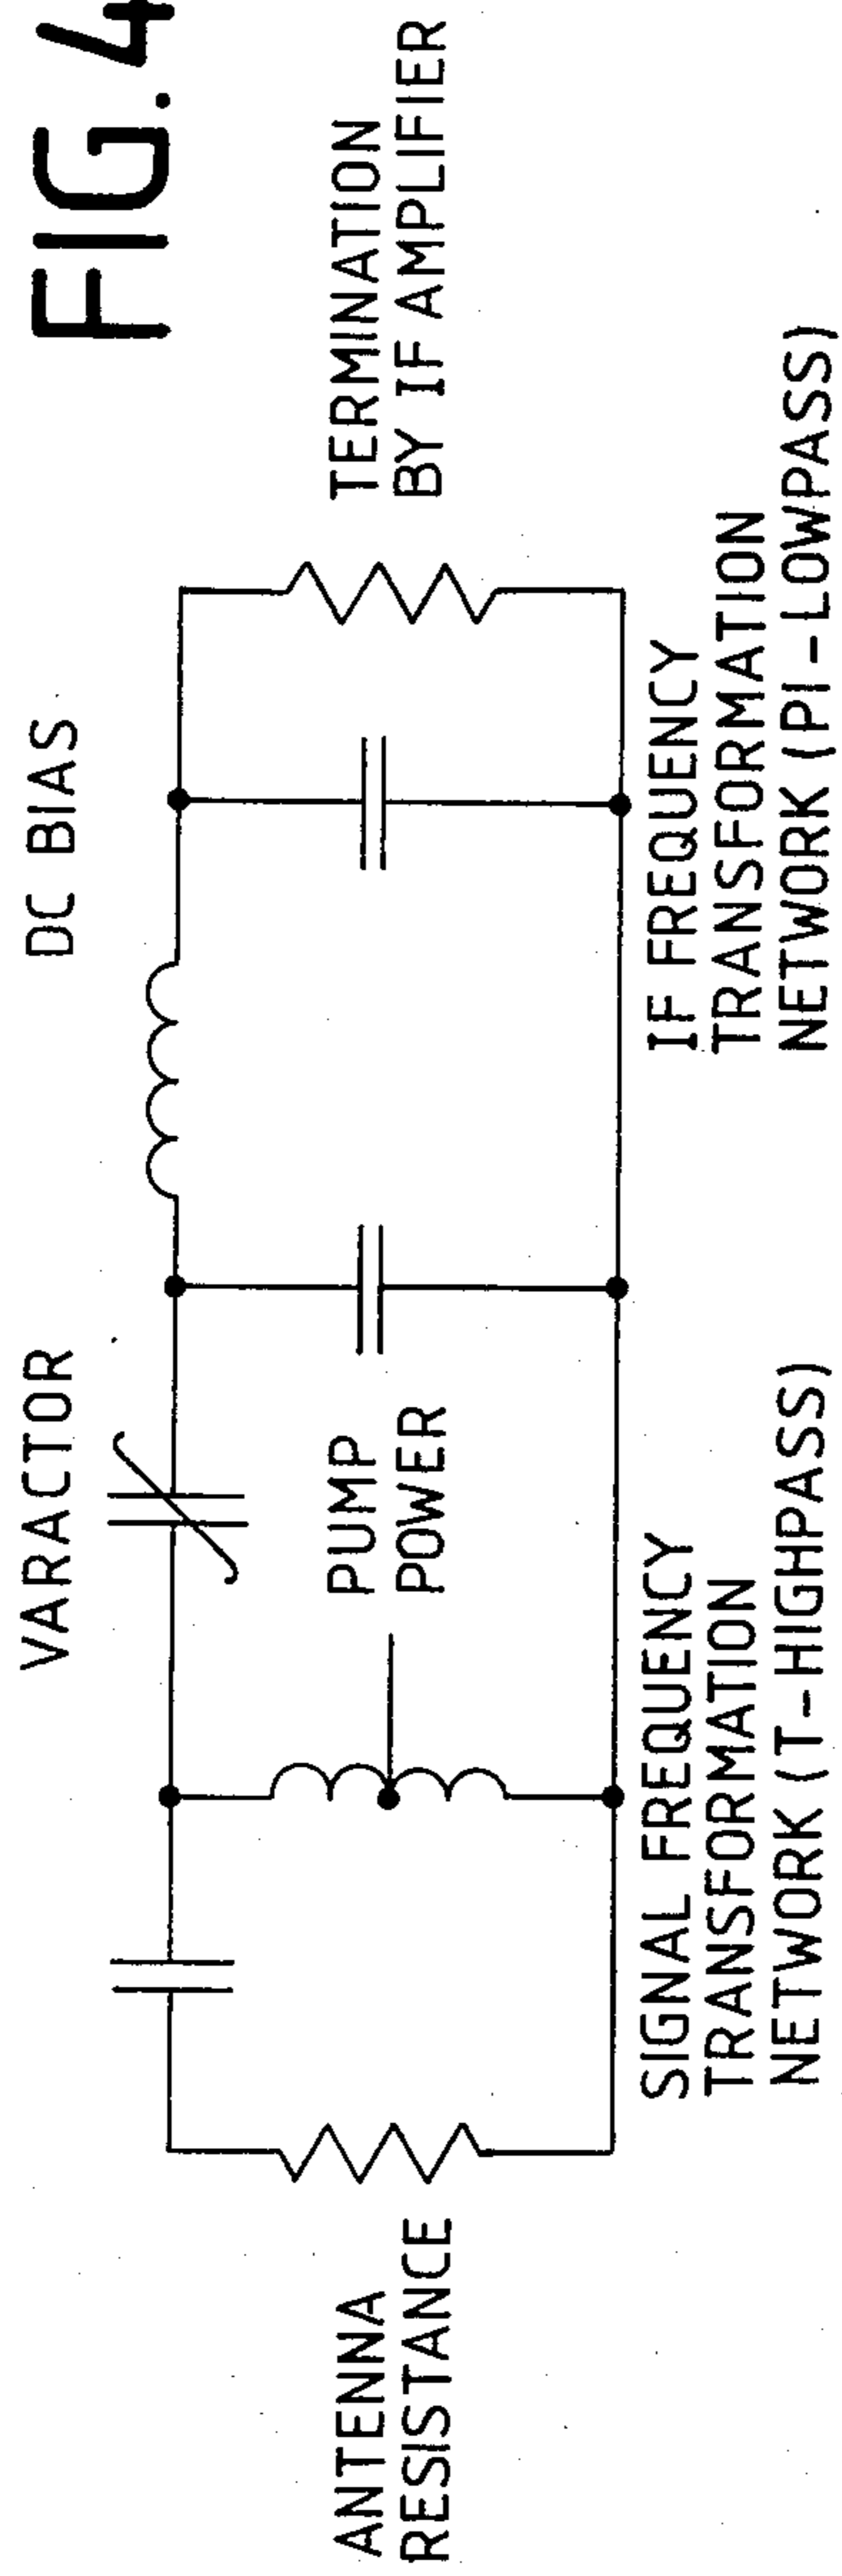 FIG. 4
VARACTOR
DC BIAS
ANTENNA
RESISTANCE
PUMP
POWER
TERMINATION
BY IF AMPLIFIER
SIGNAL FREQUENCY
TRANSFORMATION
NETWORK (T-HIGHPASS)
IF FREQUENCY
TRANSFORMATION
NETWORK (PI-LOWPASS)